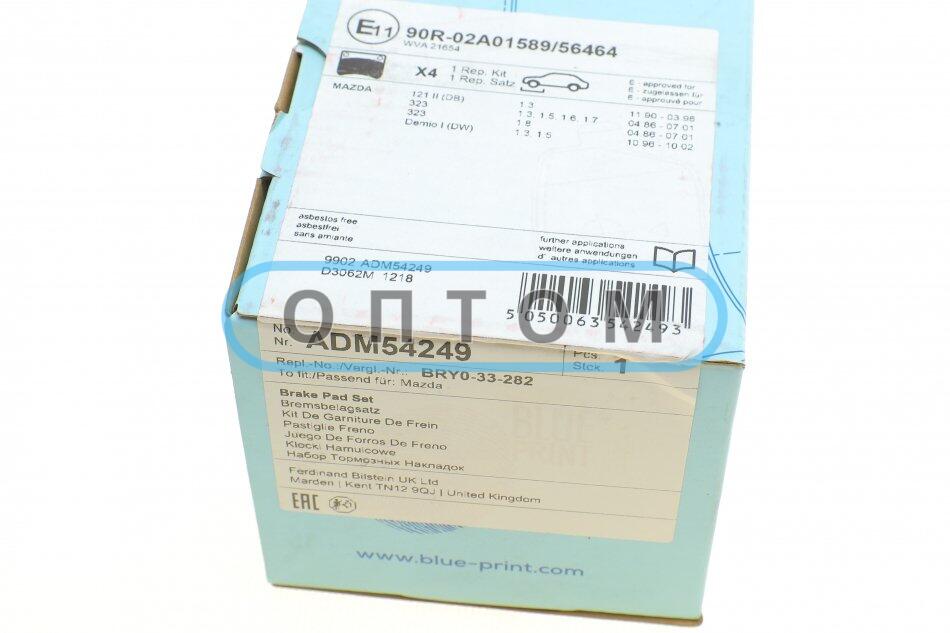 E11 90R-02A01589/56464
WVA 21654
X4 1 Rep. Kit
1 Rep. Satz
E - approved for
E - zugelassen für
E - approuvé pour
MAZDA 121 II (DB) 1.3 11.90 - 03.96
323 1.3, 1.5, 1.6, 1.7 04.86 - 07.01
323 1.8 04.86 - 07.01
Demio I (DW) 1.3, 1.5 10.96 - 10.02
asbestos free
asbestfrei
sans amiante
further applications
weitere anwendungen
d' autres applications
9902 ADM54249
D3062M 1218
5 050063 542493
ОПТОМ
No.
Nr. ADM54249
Pcs.
Stck. 1
Repl.-No.:/Vergl.-Nr.: BRY0-33-282
To fit:/Passend für: Mazda
Brake Pad Set
Bremsbelagsatz
Kit De Garniture De Frein
Pastiglie Freno
Juego De Forros De Freno
Klocki Hamulcowe
Набор Тормозных Накладок
Ferdinand Bilstein UK Ltd
Marden | Kent TN12 9QJ | United Kingdom
EAC
www.blue-print.com